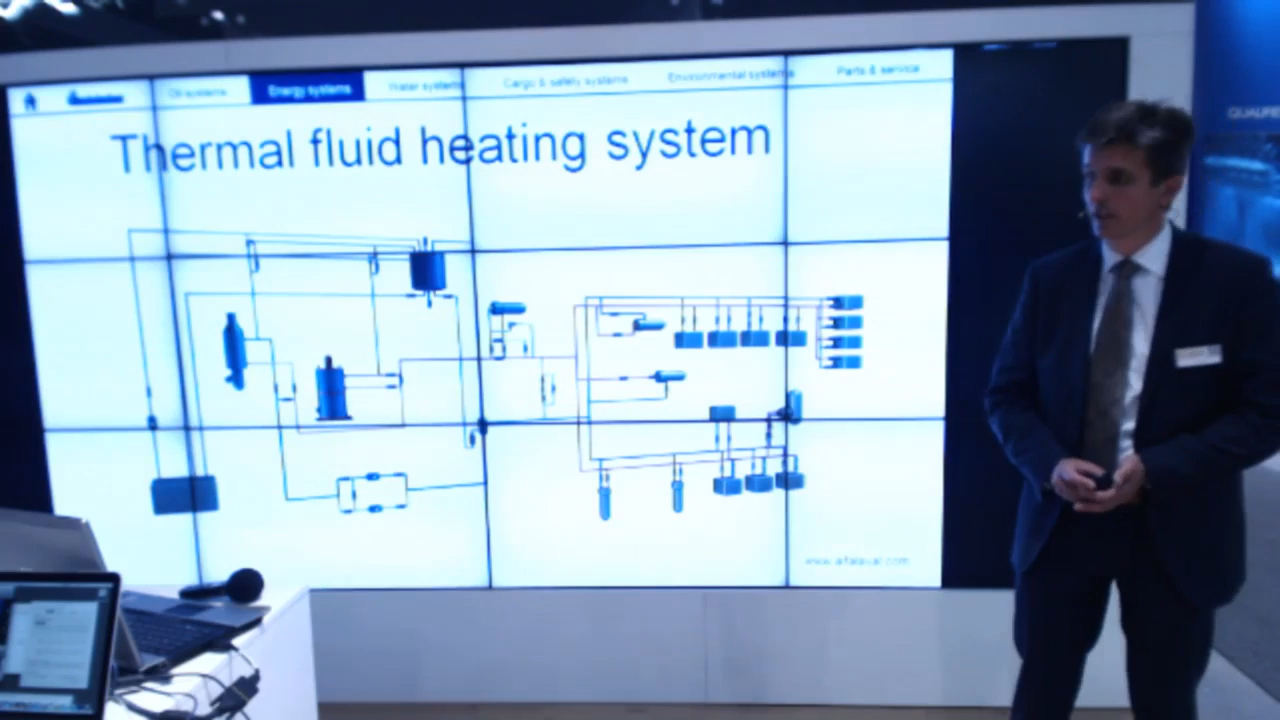 Oil systems
Energy systems
Water systems
Cargo & safety systems
Environmental systems
Parts & service
Thermal fluid heating system
www.alfalaval.com